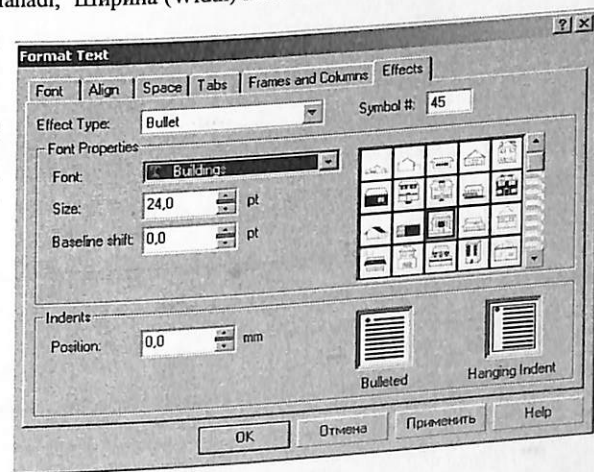 Ширина (Width)
Format Text
Font Align Space Tabs Frames and Columns Effects
Effect Type: Bullet Symbol #: 45
Font Properties
Font: Buildings
Size: 24,0 pt
Baseline shift: 0,0 pt
Indents
Position: 0,0 mm
Bulleted Hanging Indent
OK Отмена Применить Help